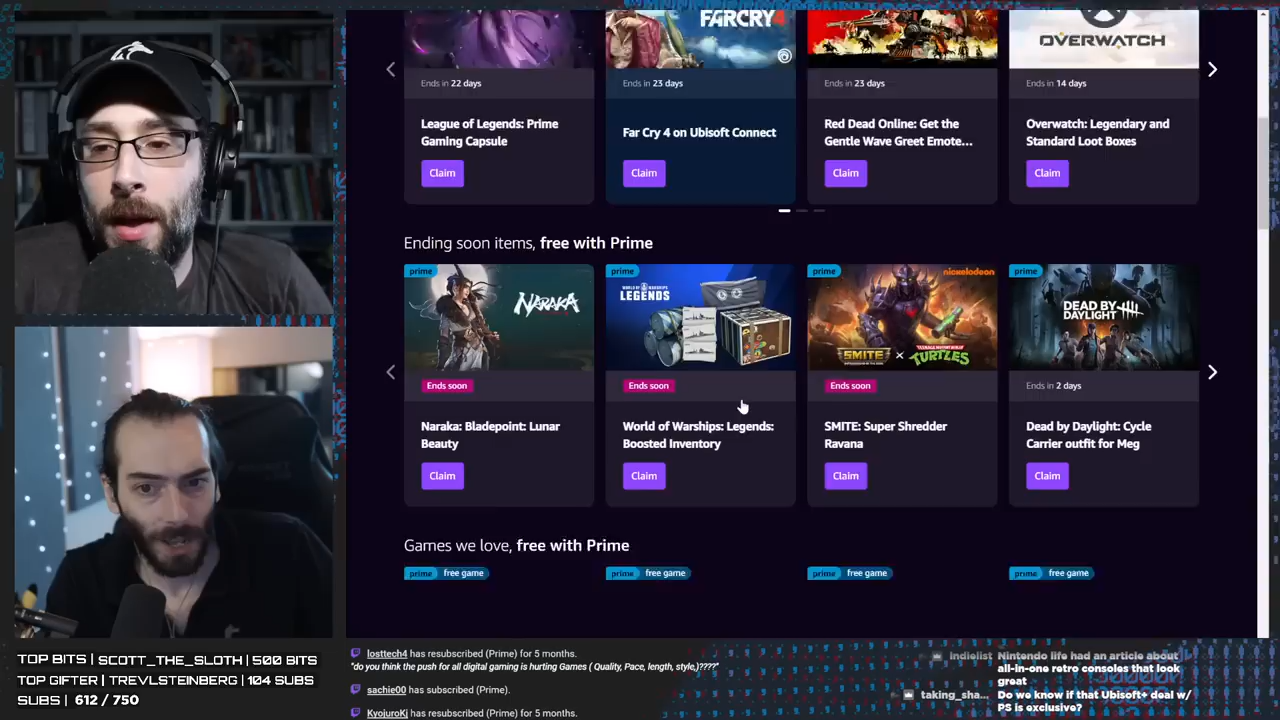 FARCRY4
OVERWATCH
Ends in 22 days
Ends in 23 days
Ends in 23 days
Ends in 14 days
League of Legends: Prime
Gaming Capsule
Far Cry 4 on Ubisoft Connect
Red Dead Online: Get the
Gentle Wave Greet Emote...
Overwatch: Legendary and
Standard Loot Boxes
Claim
Claim
Claim
Claim
Ending soon items, free with Prime
prime
prime
prime
prime
NARAKA
WORLD OF WARSHIPS
LEGENDS
nickelodeon
SMITE x TEENAGE MUTANT NINJA TURTLES
DEAD BY
DAYLIGHT
Ends soon
Ends soon
Ends soon
Ends in 2 days
Naraka: Bladepoint: Lunar
Beauty
World of Warships: Legends:
Boosted Inventory
SMITE: Super Shredder
Ravana
Dead by Daylight: Cycle
Carrier outfit for Meg
Claim
Claim
Claim
Claim
Games we love, free with Prime
prime free game
prime free game
prime free game
prime free game
TOP BITS | SCOTT_THE_SLOTH | 500 BITS
TOP GIFTER | TREVLSTEINBERG | 104 SUBS
SUBS | 612 / 750
losttech4 has resubscribed (Prime) for 5 months.
"do you think the push for all digital gaming is hurting Games ( Quality, Pace, length, style,)????"
sachie00 has subscribed (Prime).
KyojuroKi has resubscribed (Prime) for 5 months.
indielist Nintendo life had an article about
all-in-one retro consoles that look
great
taking_sha... Do we know if that Ubisoft+ deal w/
PS is exclusive?